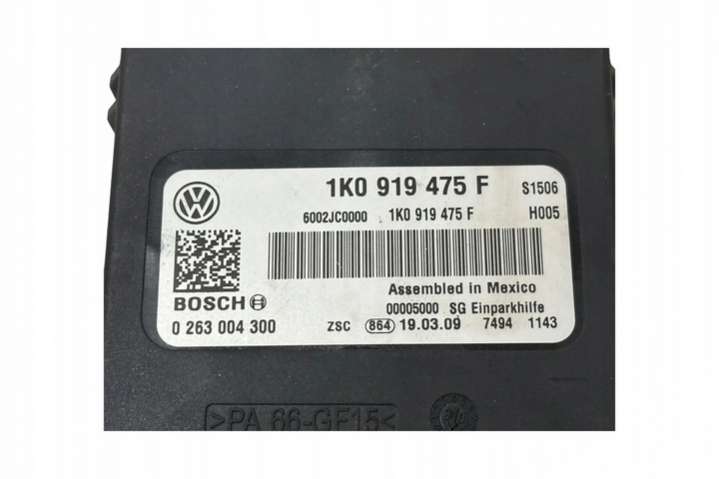 1K0 919 475 F S1506
6002JC0000 1K0 919 475 F H005
Assembled in Mexico
BOSCH 00005000 SG Einparkhilfe
0 263 004 300 ZSC 864 19.03.09 7494 1143
>PA 66-GF15<